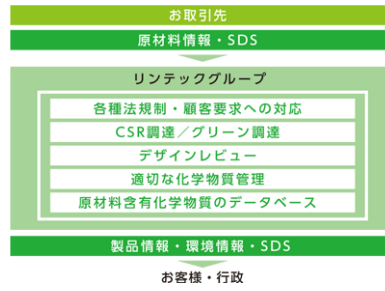 お取引先
原材料情報・SDS
リンテックグループ
各種法規制・顧客要求への対応
CSR調達／グリーン調達
デザインレビュー
適切な化学物質管理
原材料含有化学物質のデータベース
製品情報・環境情報・SDS
お客様・行政